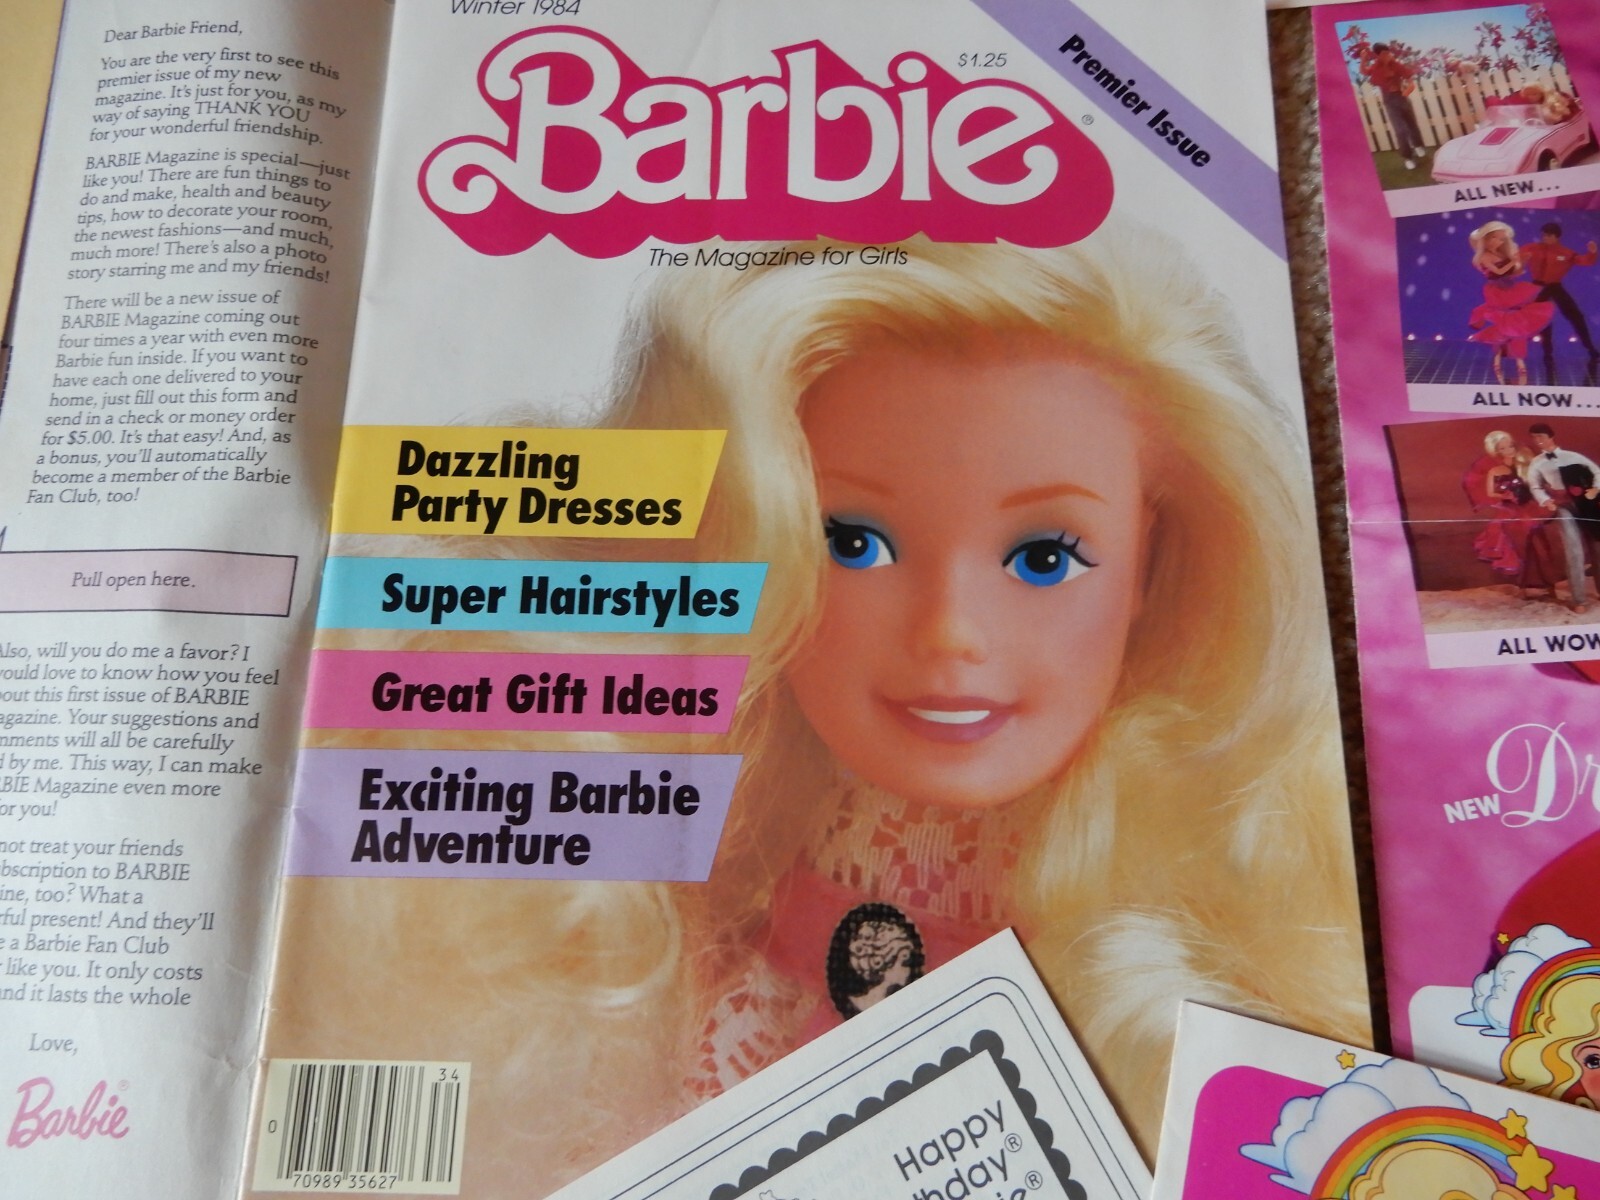 Dear Barbie Friend,
You are the very first to see this
premier issue of my new
magazine. It's just for you, as my
way of saying THANK YOU
for your wonderful friendship.
BARBIE Magazine is special—just
like you! There are fun things to
do and make, health and beauty
tips, how to decorate your room,
the newest fashions—and much,
much more! There's also a photo
story starring me and my friends!
There will be a new issue of
BARBIE Magazine coming out
four times a year with even more
Barbie fun inside. If you want to
have each one delivered to your
home, just fill out this form and
send in a check or money order
for $5.00. It's that easy! And, as
a bonus, you'll automatically
become a member of the Barbie
Fan Club, too!
Pull open here.
Also, will you do me a favor? I
would love to know how you feel
about this first issue of BARBIE
agazine. Your suggestions and
mments will all be carefully
d by me. This way, I can make
BIE Magazine even more
or you!
not treat your friends
bscription to BARBIE
ine, too? What a
rful present! And they'll
e a Barbie Fan Club
like you. It only costs
nd it lasts the whole
Love,
Barbie®
Winter 1984
Barbie®
$1.25
Premier Issue
The Magazine for Girls
Dazzling
Party Dresses
Super Hairstyles
Great Gift Ideas
Exciting Barbie
Adventure
34
0
70989 35627
Happy
thday®
ie®
ALL NEW...
ALL NOW...
ALL WOW
NEW Dr